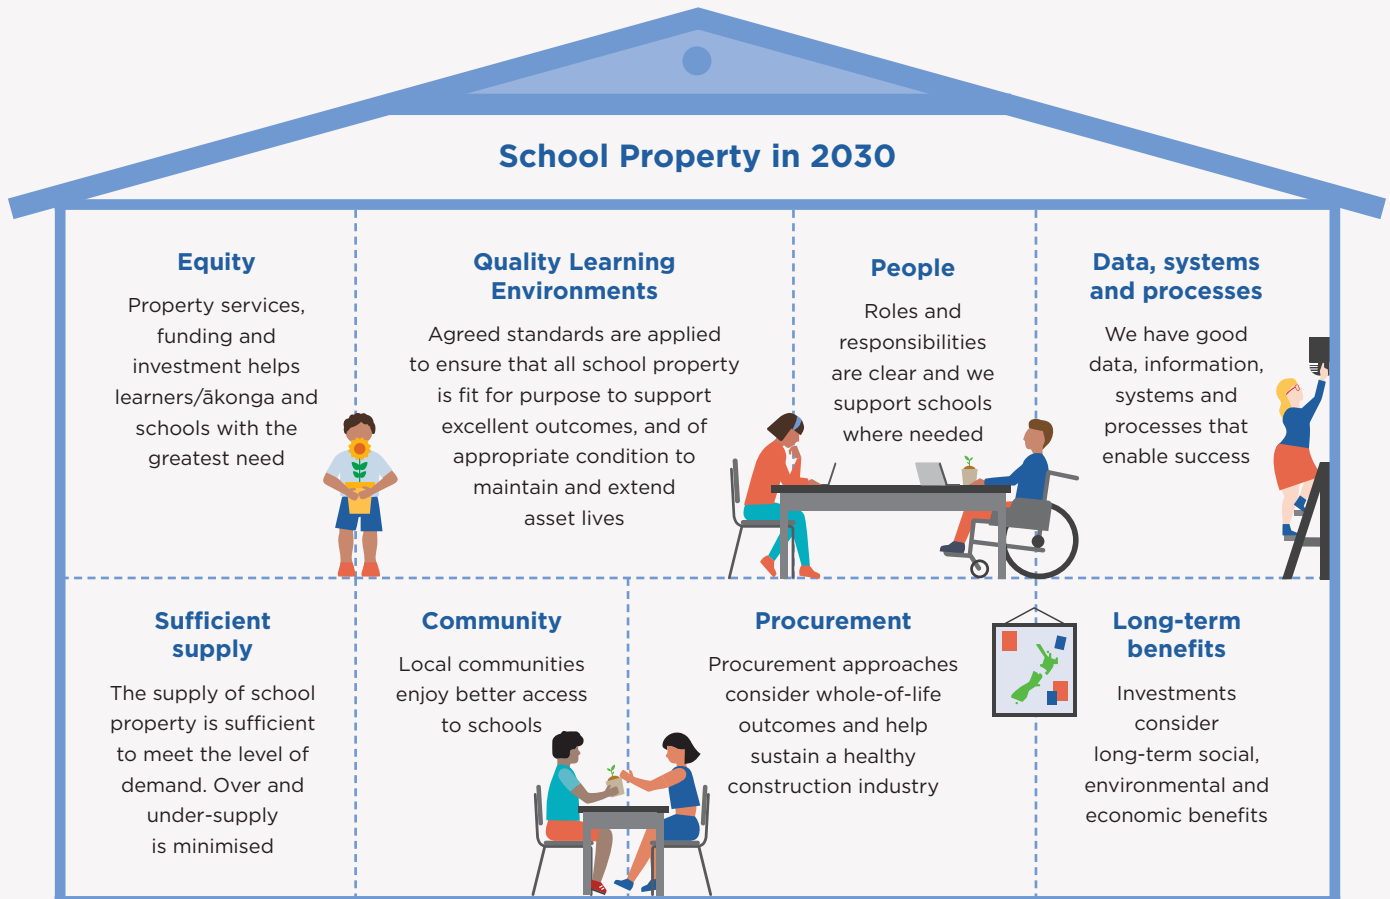 School Property in 2030
Equity
Property services,
funding and
investment helps
learners/ākonga and
schools with the
greatest need
Quality Learning
Environments
Agreed standards are applied
to ensure that all school property
is fit for purpose to support
excellent outcomes, and of
appropriate condition to
maintain and extend
asset lives
People
Roles and
responsibilities
are clear and we
support schools
where needed
Data, systems
and processes
We have good
data, information,
systems and
processes that
enable success
Sufficient
supply
The supply of school
property is sufficient
to meet the level of
demand. Over and
under-supply
is minimised
Community
Local communities
enjoy better access
to schools
Procurement
Procurement approaches
consider whole-of-life
outcomes and help
sustain a healthy
construction industry
Long-term
benefits
Investments
consider
long-term social,
environmental and
economic benefits